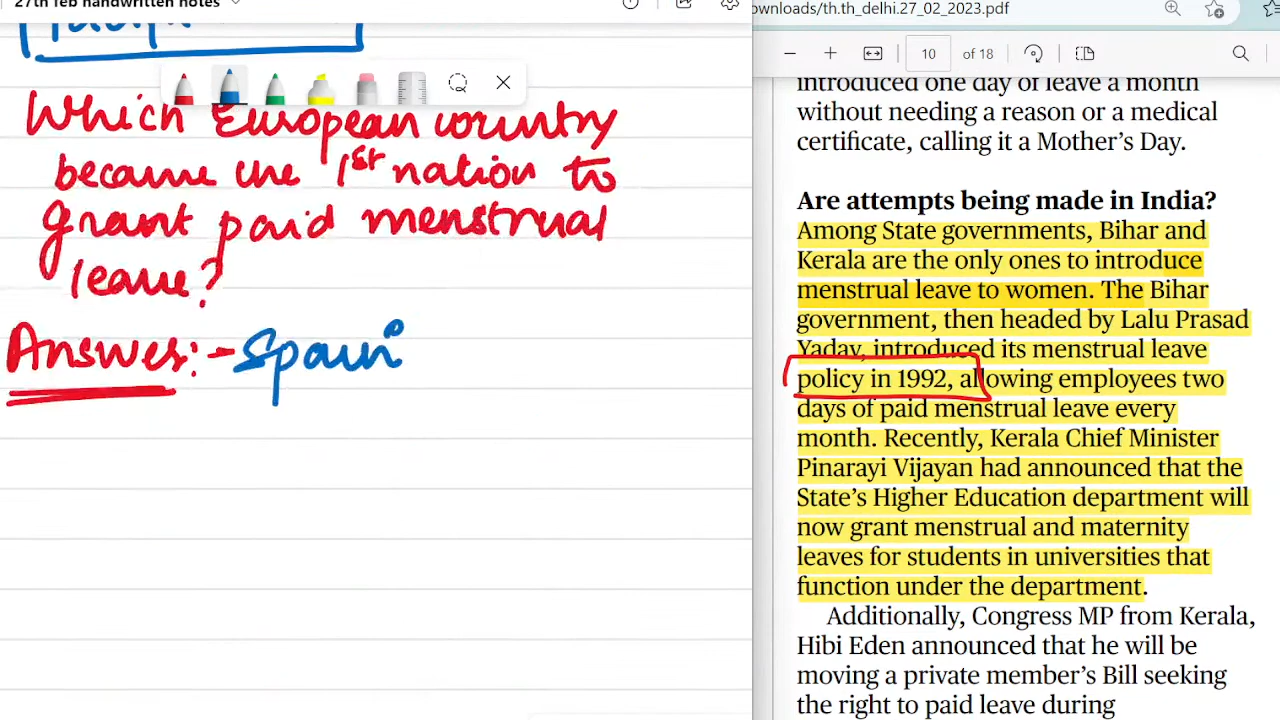 27th feb handwritten notes
Which European country
became the 1st nation to
grant paid menstrual
leave?
Answer:- Spain
ownloads/th.th_delhi.27_02_2023.pdf
10 of 18
introduced one day of leave a month
without needing a reason or a medical
certificate, calling it a Mother's Day.
Are attempts being made in India?
Among State governments, Bihar and
Kerala are the only ones to introduce
menstrual leave to women. The Bihar
government, then headed by Lalu Prasad
Yadav, introduced its menstrual leave
policy in 1992, allowing employees two
days of paid menstrual leave every
month. Recently, Kerala Chief Minister
Pinarayi Vijayan had announced that the
State's Higher Education department will
now grant menstrual and maternity
leaves for students in universities that
function under the department.
Additionally, Congress MP from Kerala,
Hibi Eden announced that he will be
moving a private member's Bill seeking
the right to paid leave during